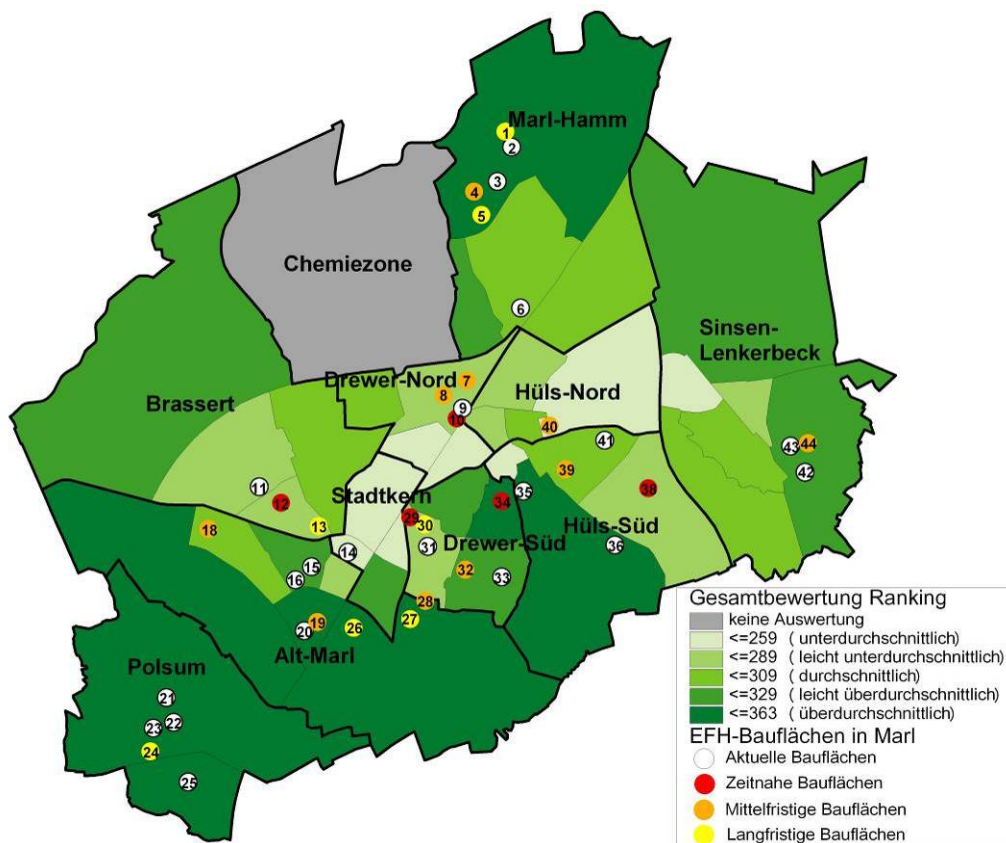 Marl-Hamm
1
2
3
4
5
Chemiezone
6
Sinsen-
Lenkerbeck
Drewer-Nord
7
8
9
10
Hüls-Nord
40
41
Brassert
43
44
42
39
11
12
Stadtkern
35
34
38
13
29
30
18
14
31
Drewer-Süd
Hüls-Süd
36
15
16
32
33
28
27
19
20
26
Alt-Marl
Polsum
21
22
23
24
25
Gesamtbewertung Ranking
keine Auswertung
<=259 ( unterdurchschnittlich)
<=289 ( leicht unterdurchschnittlich)
<=309 ( durchschnittlich)
<=329 ( leicht überdurchschnittlich)
<=363 ( überdurchschnittlich)
EFH-Bauflächen in Marl
Aktuelle Bauflächen
Zeitnahe Bauflächen
Mittelfristige Bauflächen
Langfristige Bauflächen